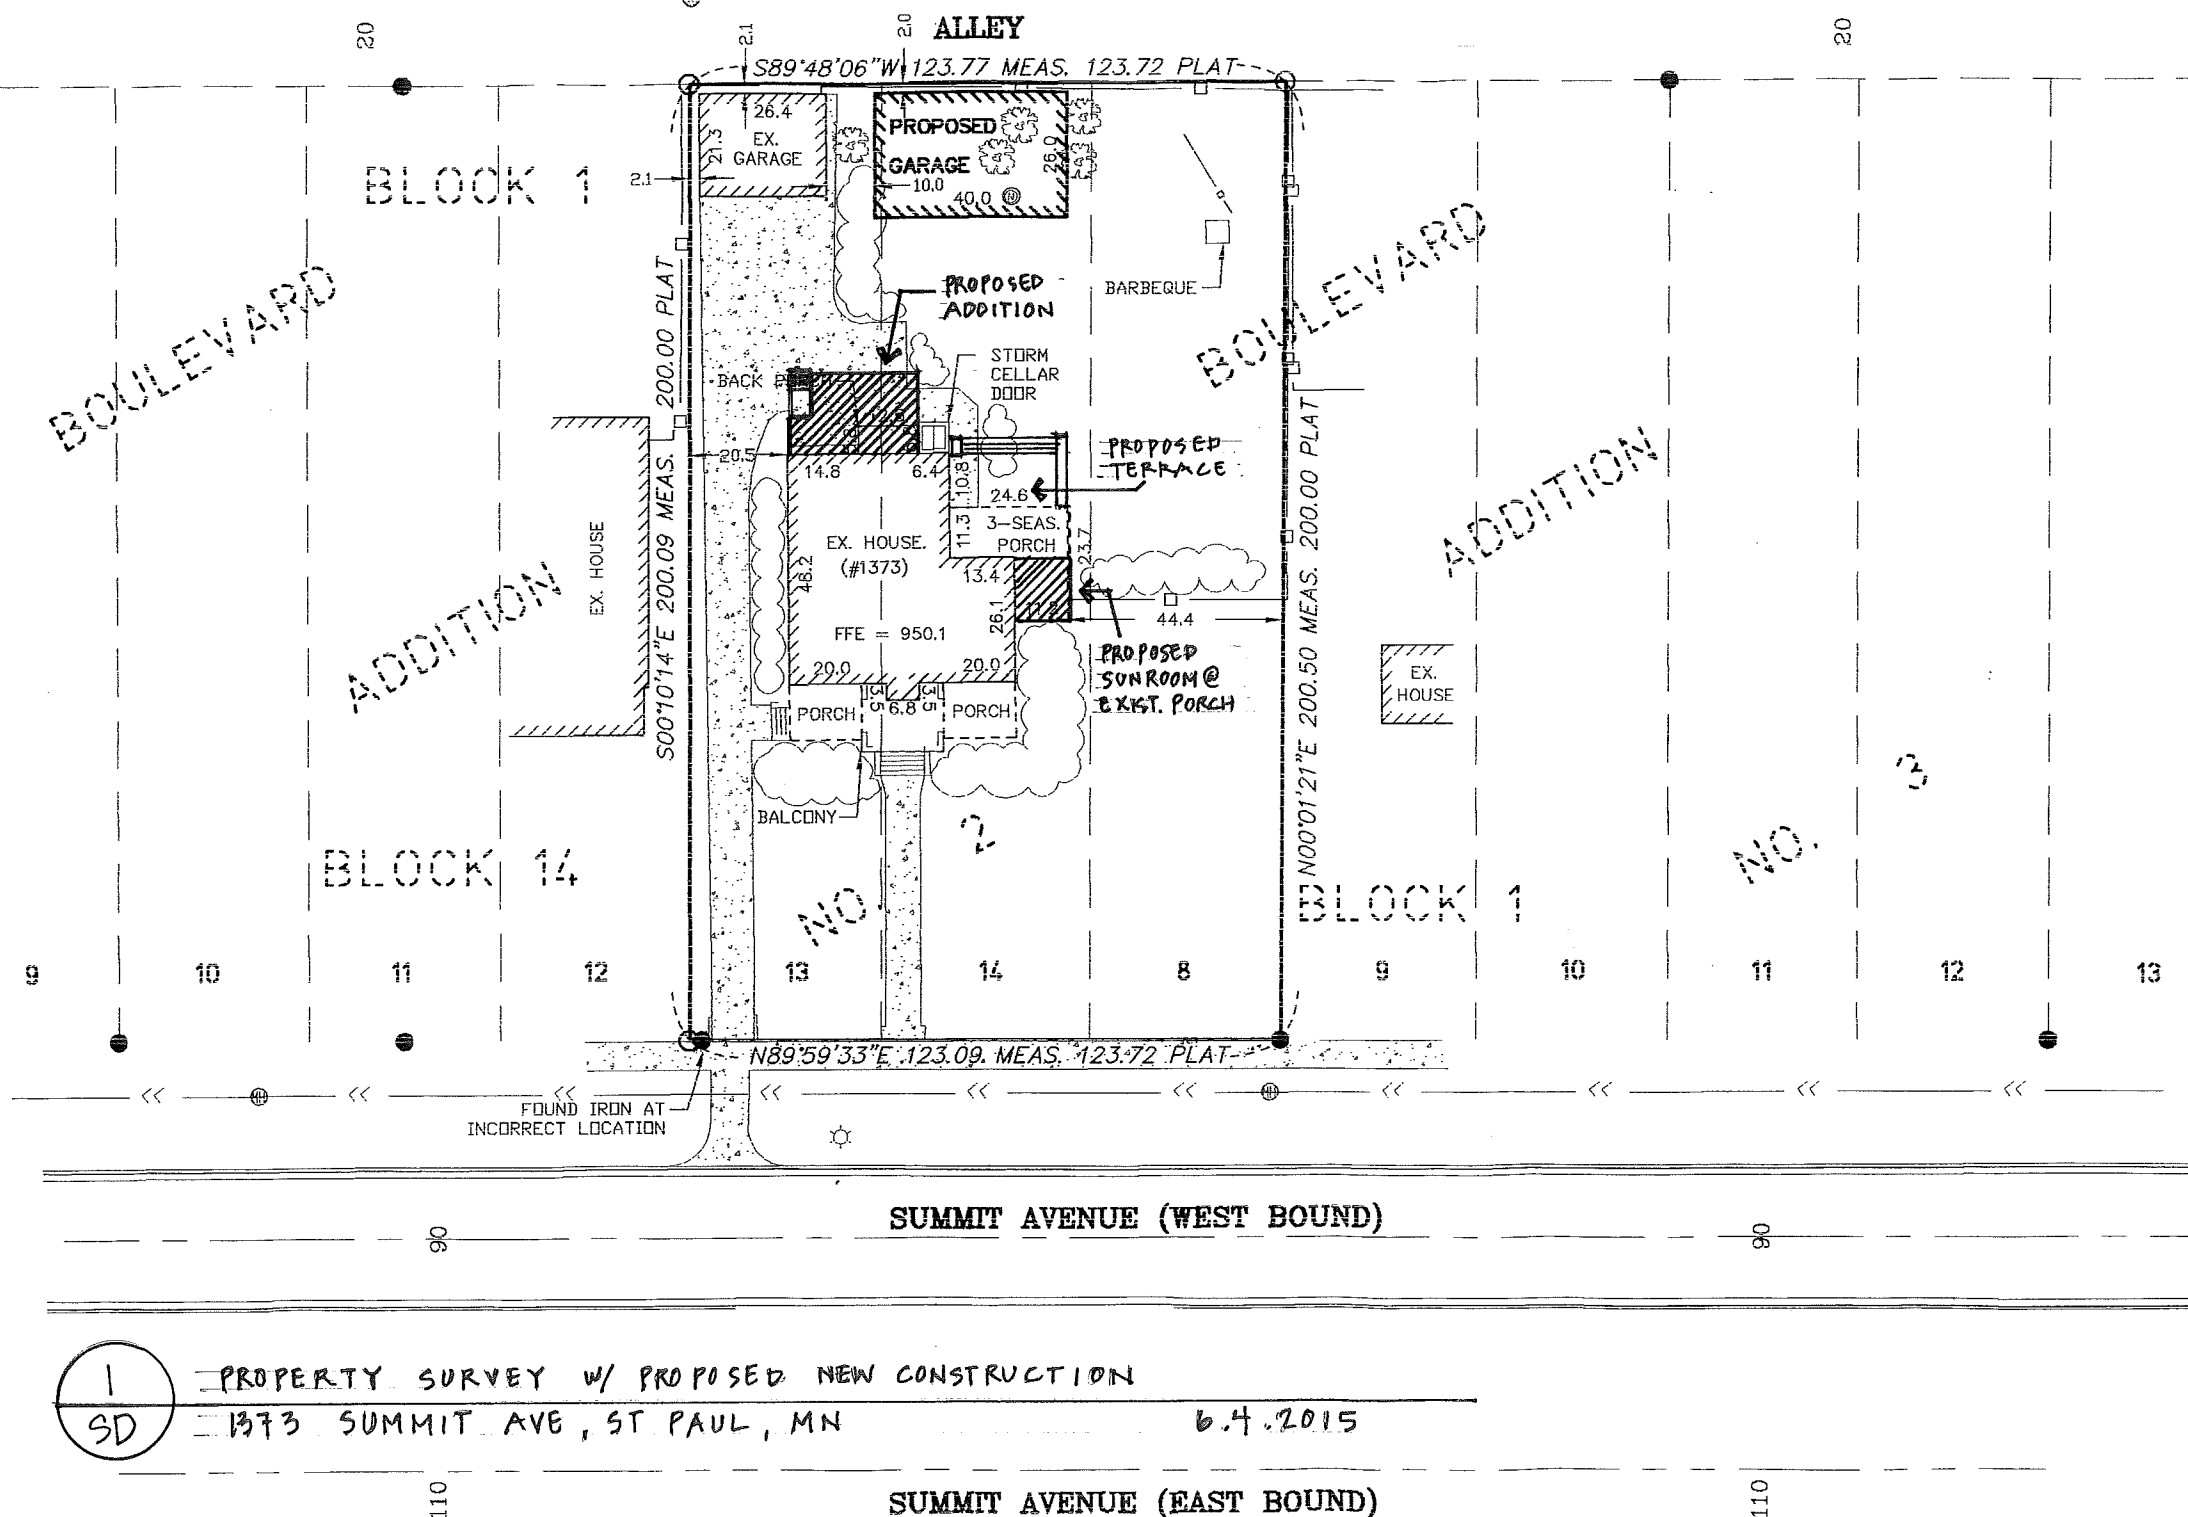 ALLEY
20
2.1
2.0
20
S89°48'06"W 123.77 MEAS. 123.72 PLAT
26.4
EX.
GARAGE
21.3
2.1
PROPOSED
GARAGE
26.0
10.0
40.0
BLOCK 1
BOULEVARD
ADDITION
BLOCK 14
S00°10'14"E 200.09 MEAS. 200.00 PLAT
PROPOSED
ADDITION
BARBEQUE
STORM
CELLAR
DOOR
BACK
20.5
14.8
6.4
10.8
PROPOSED
TERRACE
24.6
11.3
3-SEAS.
PORCH
23.7
EX. HOUSE
EX. HOUSE.
(#1373)
48.2
13.4
26.1
44.4
FFE = 950.1
20.0
20.0
PROPOSED
SUNROOM @
EXIST. PORCH
PORCH
3.5
6.8
3.5
PORCH
BALCONY
BOULEVARD
ADDITION
N00°01'21"E 200.50 MEAS. 200.00 PLAT
EX.
HOUSE
NO. 2
NO. 3
BLOCK 1
9
10
11
12
13
14
8
9
10
11
12
13
N89°59'33"E 123.09 MEAS. 123.72 PLAT
FOUND IRON AT
INCORRECT LOCATION
SUMMIT AVENUE (WEST BOUND)
90
90
1
SD
PROPERTY SURVEY W/ PROPOSED NEW CONSTRUCTION
1373 SUMMIT AVE, ST PAUL, MN
6.4.2015
110
110
SUMMIT AVENUE (EAST BOUND)